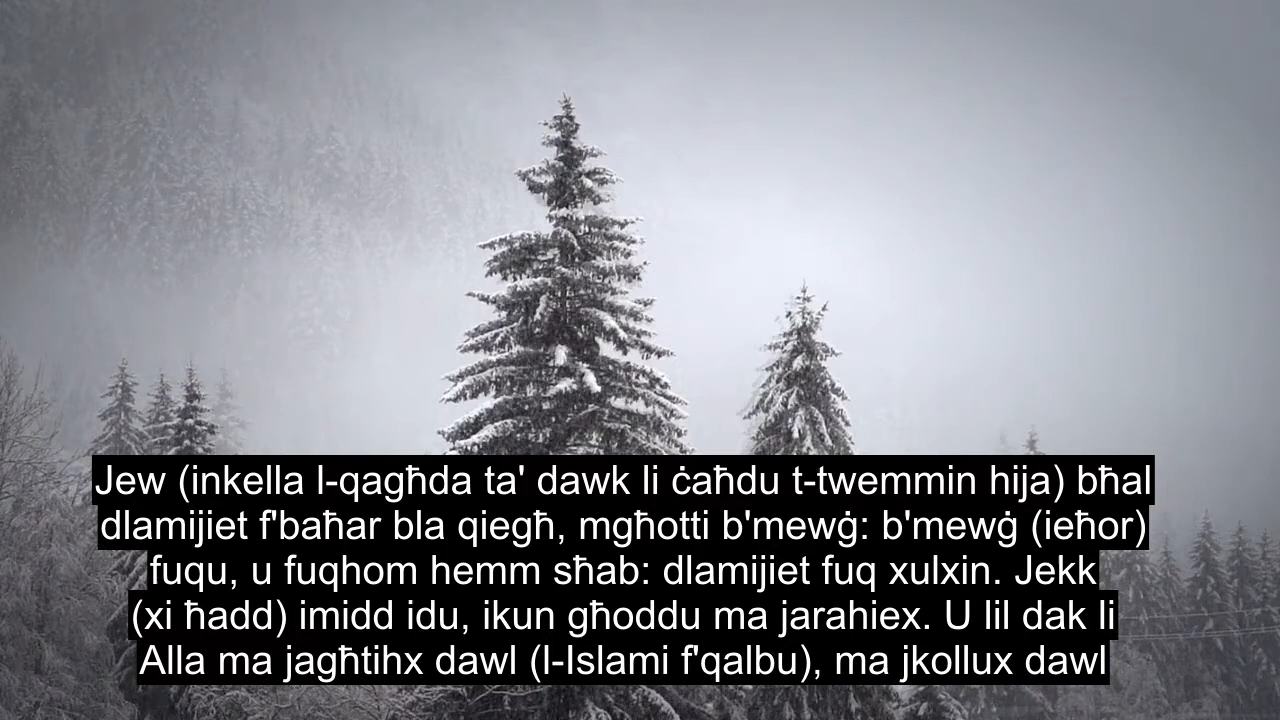 Jew (inkella l-qagħda ta' dawk li ċaħdu t-twemmin hija) bħal
dlamijiet f'baħar bla qiegħ, mgħotti b'mewġ: b'mewġ (ieħor)
fuqu, u fuqhom hemm sħab: dlamijiet fuq xulxin. Jekk
(xi ħadd) imidd idu, ikun għoddu ma jarahiex. U lil dak li
Alla ma jagħtihx dawl (l-Islami f'qalbu), ma jkollux dawl